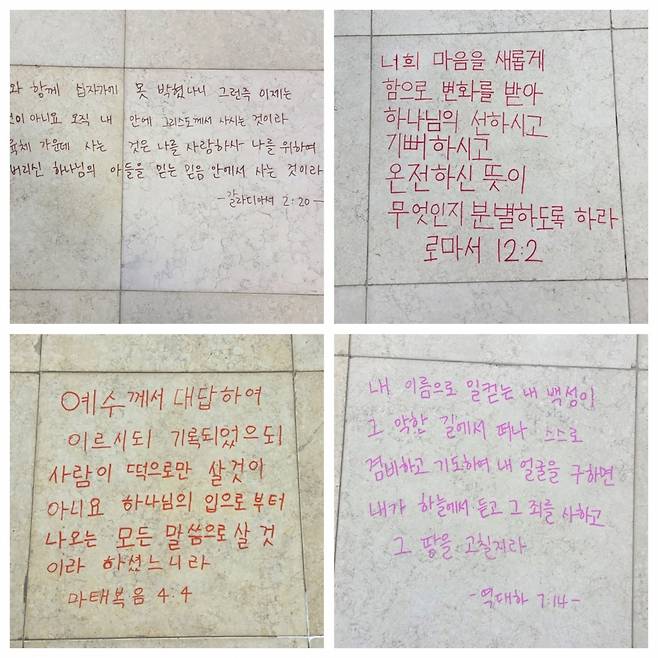 와 함께 십자가에 못 박혔나니 그런즉 이제는
것이 아니요 오직 내 안에 그리스도께서 사시는 것이라
육체 가운데 사는 것은 나를 사랑하사 나를 위하여
버리신 하나님의 아들을 믿는 믿음 안에서 사는 것이라
-갈라디아서 2:20-
너희 마음을 새롭게
함으로 변화를 받아
하나님의 선하시고
기뻐하시고
온전하신 뜻이
무엇인지 분별하도록 하라
로마서 12:2
예수께서 대답하여
이르시되 기록되었으되
사람이 떡으로만 살것이
아니요 하나님의 입으로부터
나오는 모든 말씀으로 살 것
이라 하셨느니라
마태복음 4:4
내 이름으로 일컫는 내 백성이
그 악한 길에서 떠나 스스로
겸비하고 기도하여 내 얼굴을 구하면
내가 하늘에서 듣고 그 죄를 사하고
그 땅을 고칠지라
-역대하 7:14-